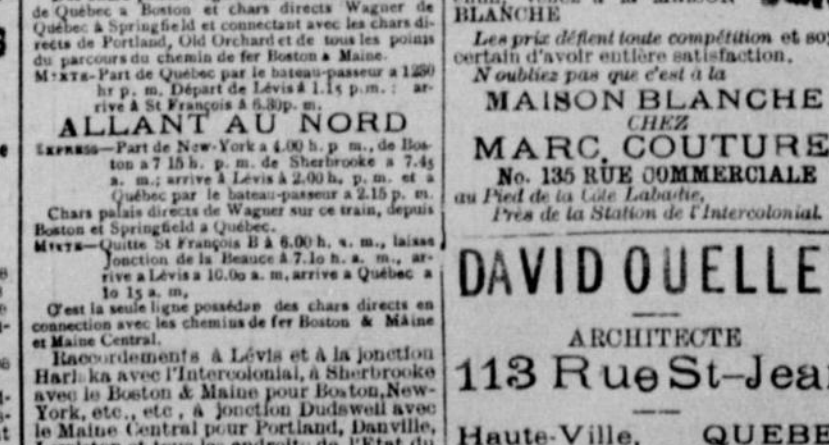 de Québec a Boston et chars directs Wagner de
Québec à Springfield et connectant avec les chars di-
rects de Portland, Old Orchard et de tous les points
du parcours du chemin de fer Boston a Maine.
MIXTE-Part de Québec par le bateau-passeur a 1230
hr p. m. Départ de Lévis à 1.15 p.m. : ar-
rive à St François à 6.30p. m.
ALLANT AU NORD
EXPRESS—Part de New-York a 4.00 h. p m., de Bos-
ton a 7 15 h. p. m. de Sherbrooke a 7.45
a. m.; arrive à Lévis à 2.00 h. p. m. et a
Québec par le bateau-passeur a 2.15 p. m.
Chars palais directs de Wagner sur ce train, depuis
Boston et Springfield a Québec.
MIXTE—Quitte St François B à 6.00 h. a. m., laisse
Jonction de la Beauce à 7.1o h. a. m., ar-
rive a Lévis a 10.0o a. m, arrive a Québec a
1o 15 a. m,
C'est la seule ligne possédan des chars directs en
connection avec les chemins de fer Boston & Maine
et Maine Central.
Raccordements à Lévis et à la jonction
Harlaka avec l'Intercolonial, à Sherbrooke
avec le Boston & Maine pour Boston, New-
York, etc., etc , à jonction Dudswell avec
le Maine Central pour Portland, Danville,
BLANCHE
Les prix défient toute compétition et so
certain d'avoir entière satisfaction.
N'oubliez pas que c'est à la
MAISON BLANCHE
CHEZ
MARC. COUTURE
No. 135 RUE COMMERCIALE
au Pied de la Côte Labadie,
Près de la Station de l'Intercolonial.
DAVID OUELLE
ARCHITECTE
113 Rue St-Jea
Haute-Ville, QUEBE